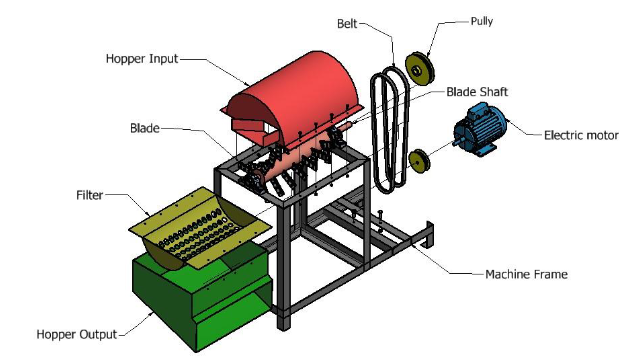 Belt
Pully
Hopper Input
Blade Shaft
Blade
Electric motor
Filter
Machine Frame
Hopper Output